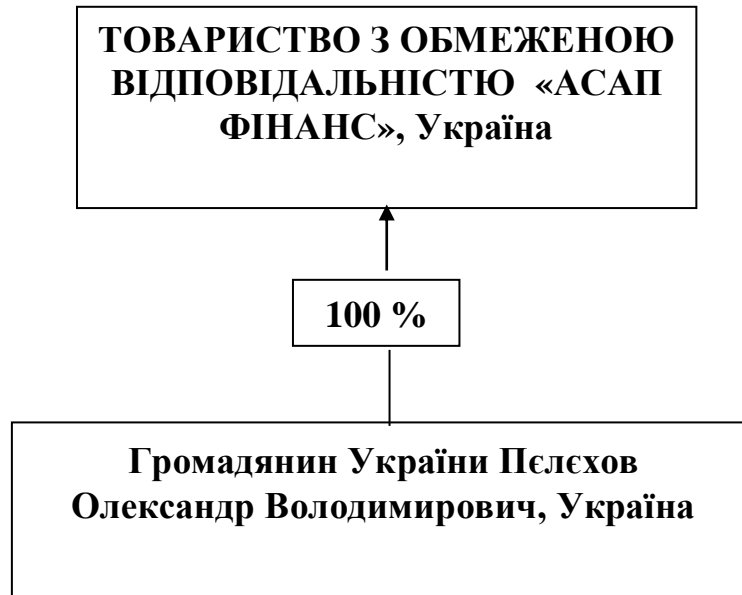 ТОВАРИСТВО З ОБМЕЖЕНОЮ
ВІДПОВІДАЛЬНІСТЮ «АСАП
ФІНАНС», Україна
100 %
Громадянин України Пєлєхов
Олександр Володимирович, Україна